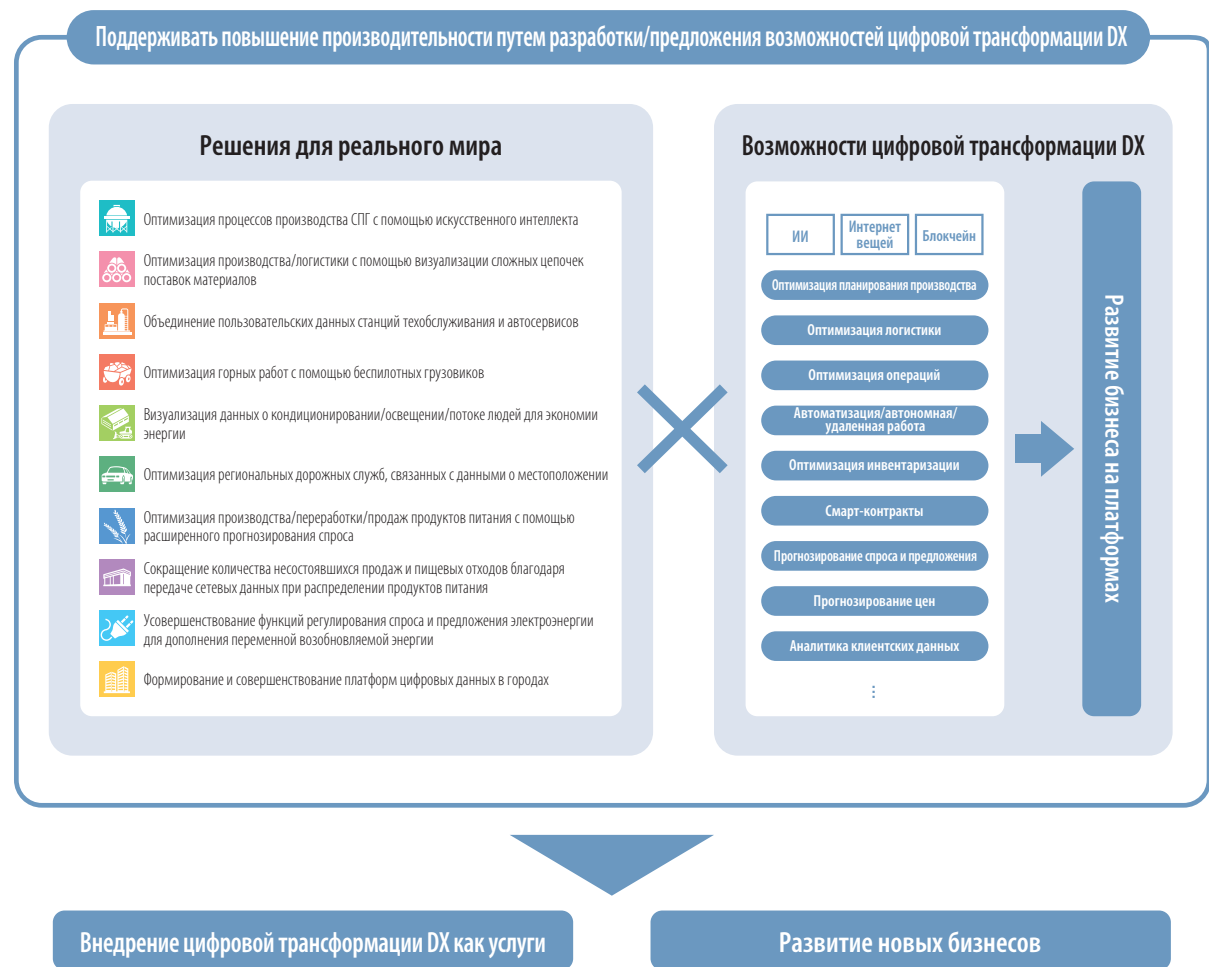 Поддерживать повышение производительности путем разработки/предложения возможностей цифровой трансформации DX
Решения для реального мира
Оптимизация процессов производства СПГ с помощью искусственного интеллекта
Оптимизация производства/логистики с помощью визуализации сложных цепочек
поставок материалов
Объединение пользовательских данных станций техобслуживания и автосервисов
Оптимизация горных работ с помощью беспилотных грузовиков
Визуализация данных о кондиционировании/освещении/потоке людей для экономии
энергии
Оптимизация региональных дорожных служб, связанных с данными о местоположении
Оптимизация производства/переработки/продаж продуктов питания с помощью
расширенного прогнозирования спроса
Сокращение количества несостоявшихся продаж и пищевых отходов благодаря
передаче сетевых данных при распределении продуктов питания
Усовершенствование функций регулирования спроса и предложения электроэнергии
для дополнения переменной возобновляемой энергии
Формирование и совершенствование платформ цифровых данных в городах
Возможности цифровой трансформации DX
ИИ
Интернет
вещей
Блокчейн
Оптимизация планирования производства
Оптимизация логистики
Оптимизация операций
Автоматизация/автономная/
удаленная работа
Оптимизация инвентаризации
Смарт-контракты
Прогнозирование спроса и предложения
Прогнозирование цен
Аналитика клиентских данных
⋮
Развитие бизнеса на платформах
Внедрение цифровой трансформации DX как услуги
Развитие новых бизнесов